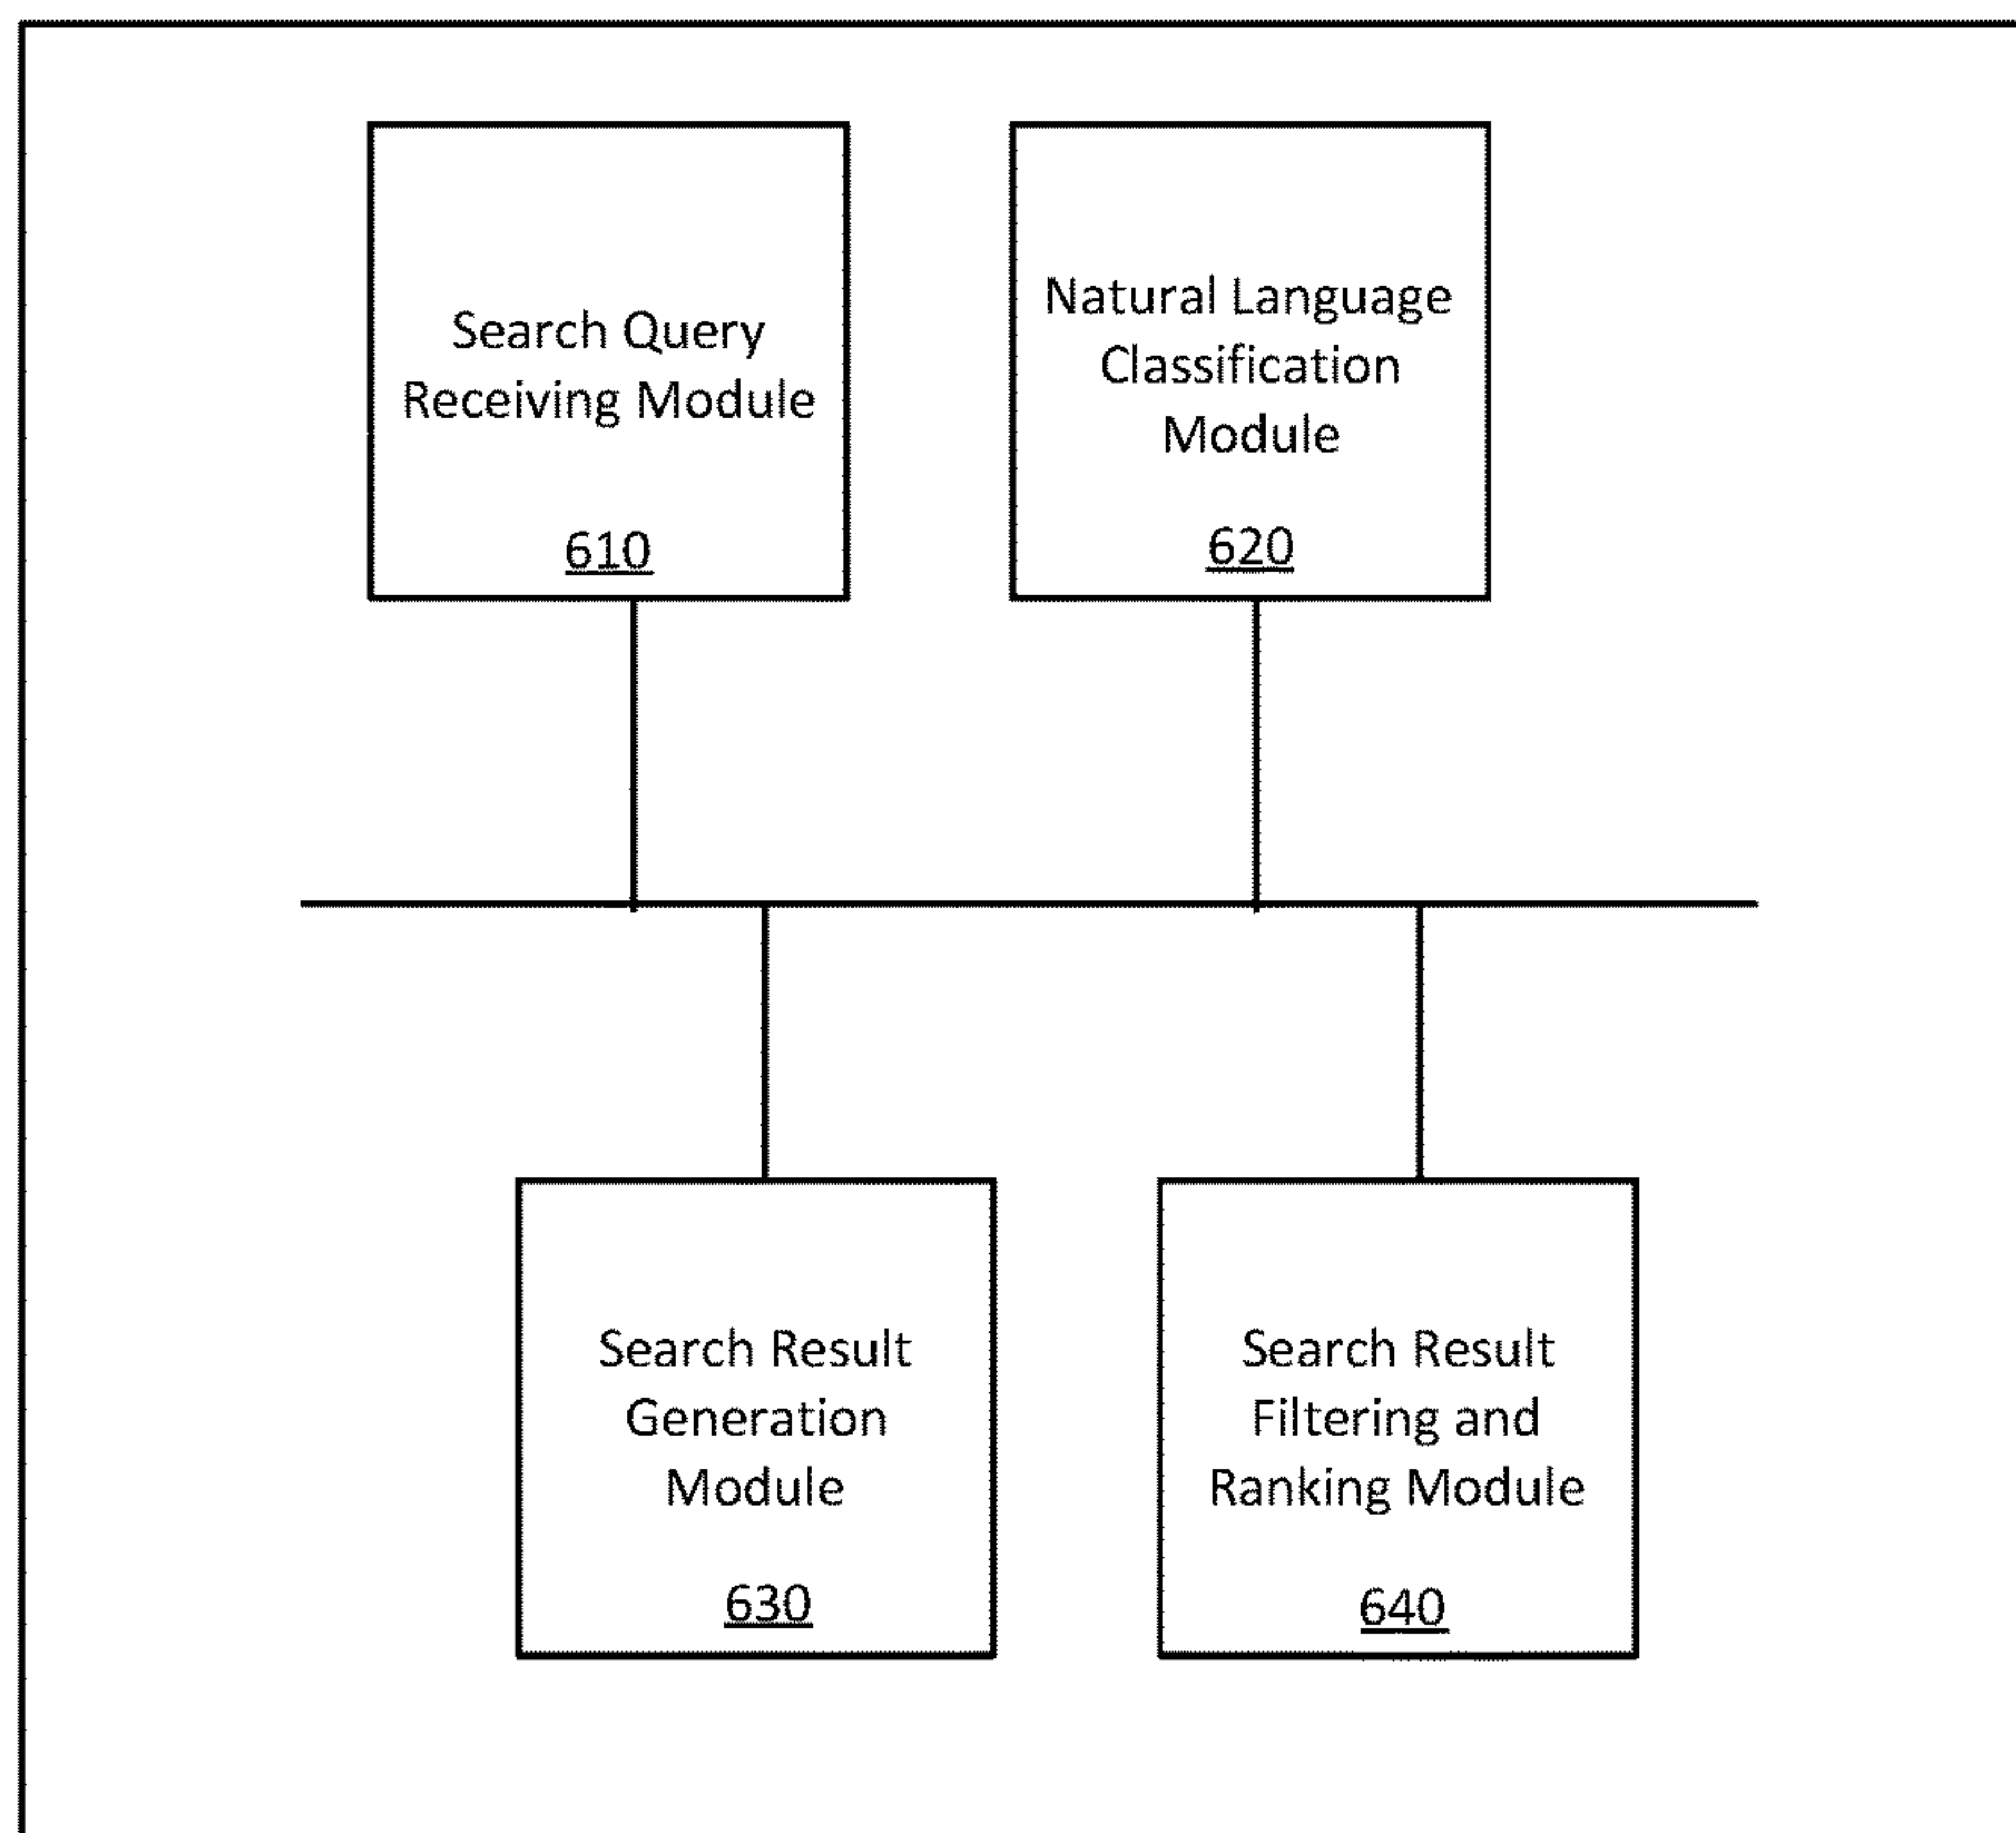 Search Query
Receiving Module
610
Natural Language
Classification
Module
620
Search Result
Generation
Module
630
Search Result
Filtering and
Ranking Module
640